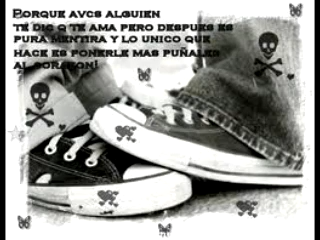 Porque avcs alguien
te dic q te ama pero despues es
pura mentira y lo unico que
hace es ponerle mas puñales
al corazon!